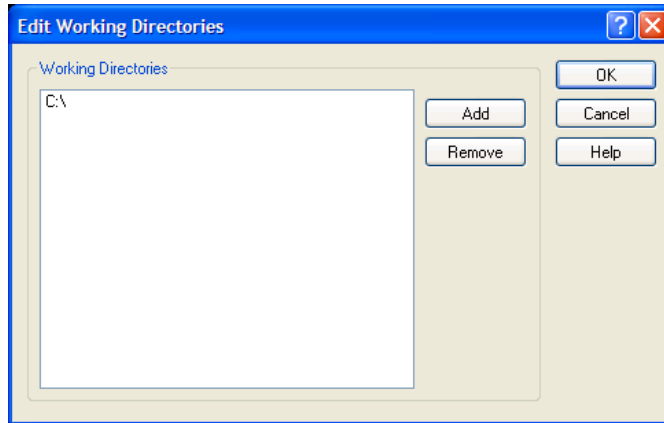 Edit Working Directories
Working Directories
C:\
Add
Remove
OK
Cancel
Help